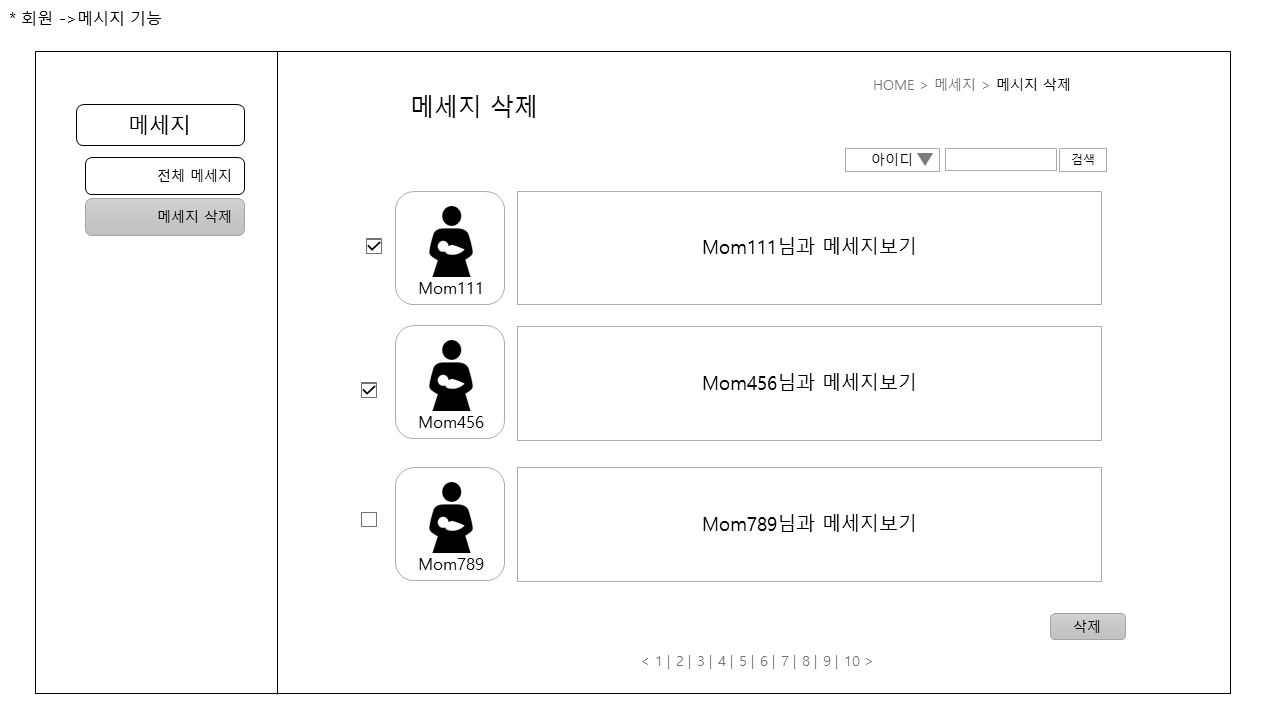 * 회원 ->메시지 기능
HOME > 메세지 > 메시지 삭제
메세지 삭제
메세지
전체 메세지
메세지 삭제
아이디 검색
Mom111
Mom111님과 메세지보기
Mom456
Mom456님과 메세지보기
Mom789
Mom789님과 메세지보기
삭제
< 1 | 2 | 3 | 4 | 5 | 6 | 7 | 8 | 9 | 10 >